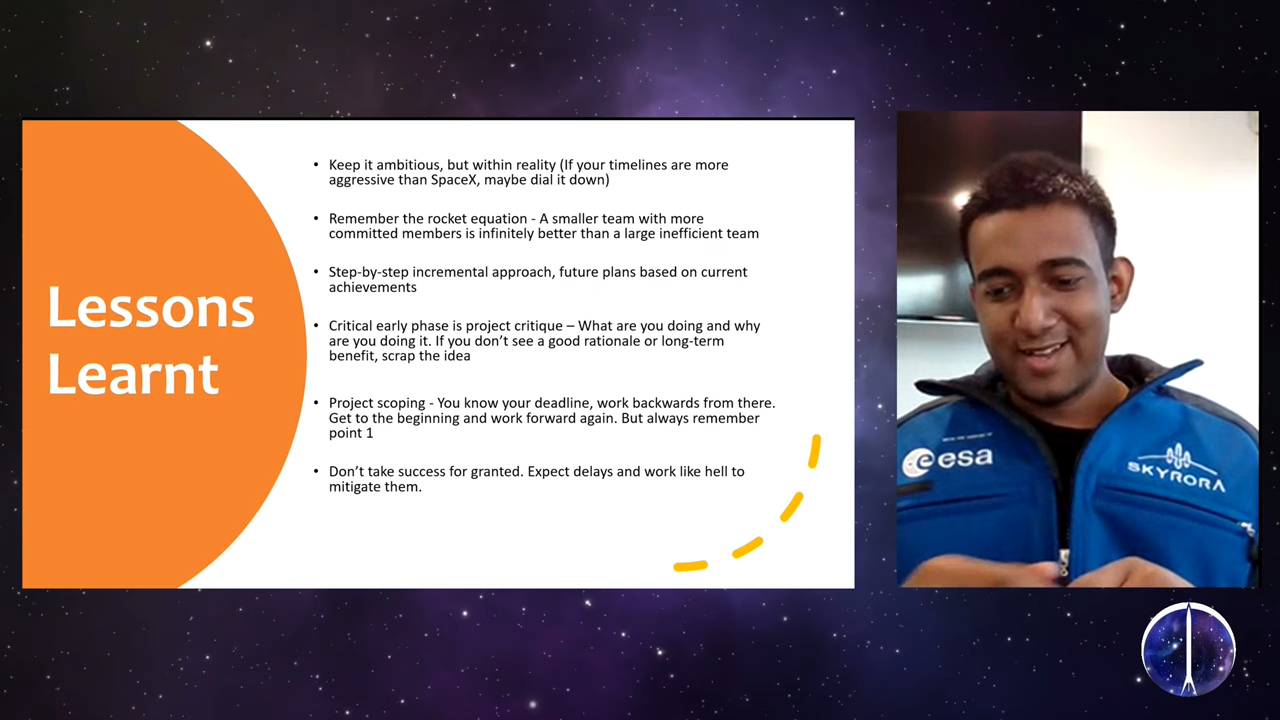 Lessons
Learnt
• Keep it ambitious, but within reality (If your timelines are more
aggressive than SpaceX, maybe dial it down)
• Remember the rocket equation - A smaller team with more
committed members is infinitely better than a large inefficient team
• Step-by-step incremental approach, future plans based on current
achievements
• Critical early phase is project critique – What are you doing and why
are you doing it. If you don’t see a good rationale or long-term
benefit, scrap the idea
• Project scoping - You know your deadline, work backwards from there.
Get to the beginning and work forward again. But always remember
point 1
• Don’t take success for granted. Expect delays and work like hell to
mitigate them.
esa
SKYRORA